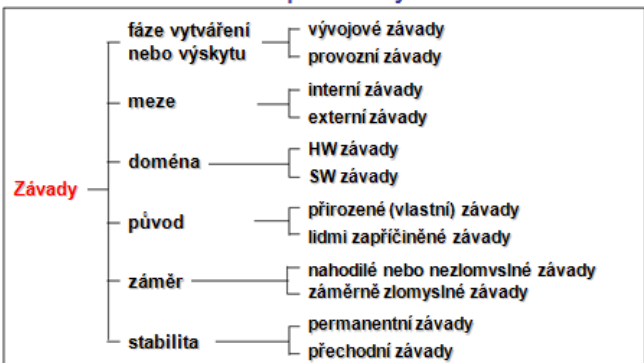 fáze vytváření
nebo výskytu
vývojové závady
provozní závady
meze
interní závady
externí závady
doména
HW závady
SW závady
Závady
původ
přirozené (vlastní) závady
lidmi zapříčiněné závady
záměr
nahodilé nebo nezlomvslné závady
záměrně zlomyslné závady
stabilita
permanentní závady
přechodní závady